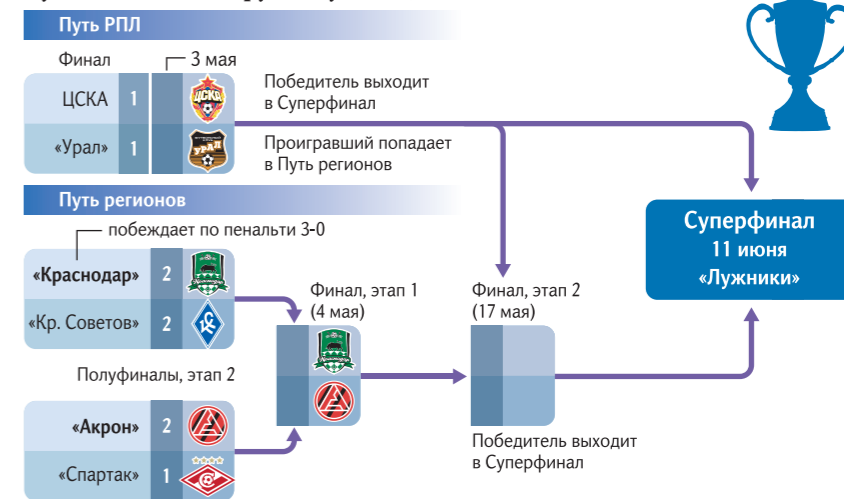 Путь РПЛ
Финал
3 мая
ЦСКА 1
«Урал» 1
Победитель выходит
в Суперфинал
Проигравший попадает
в Путь регионов
Путь регионов
побеждает по пенальти 3-0
«Краснодар» 2
«Кр. Советов» 2
Полуфиналы, этап 2
«Акрон» 2
«Спартак» 1
Финал, этап 1
(4 мая)
Финал, этап 2
(17 мая)
Победитель выходит
в Суперфинал
Суперфинал
11 июня
«Лужники»